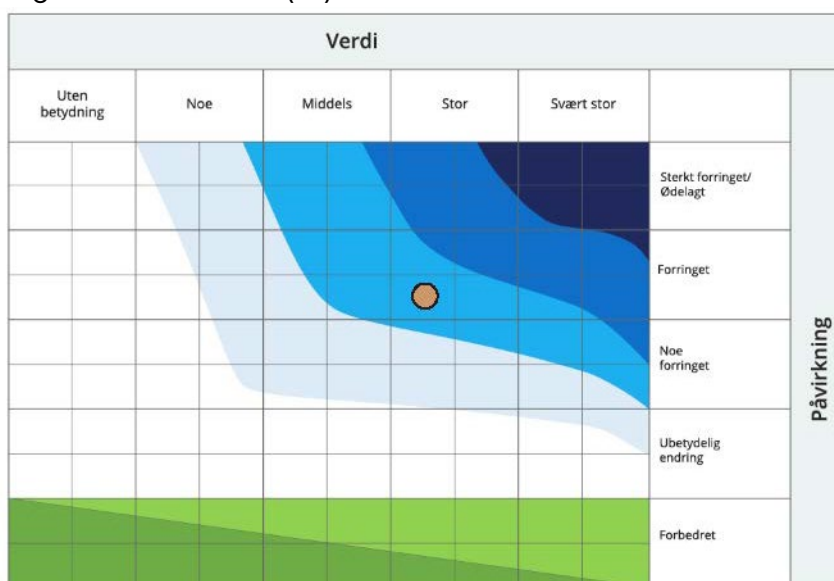 Verdi
Uten
betydning
Noe
Middels
Stor
Svært stor
Sterkt forringet/
Ødelagt
Forringet
Noe
forringet
Ubetydelig
endring
Forbedret
Påvirkning